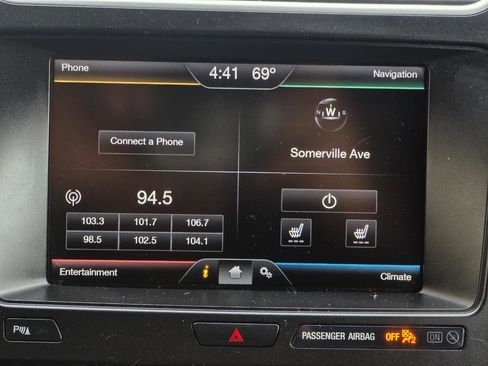 Phone
4:41 69°
Navigation
N W S
Connect a Phone
Somerville Ave
94.5
103.3 101.7 106.7
98.5 102.5 104.1
Entertainment
i
Climate
P
PASSENGER AIRBAG OFF 2 ON